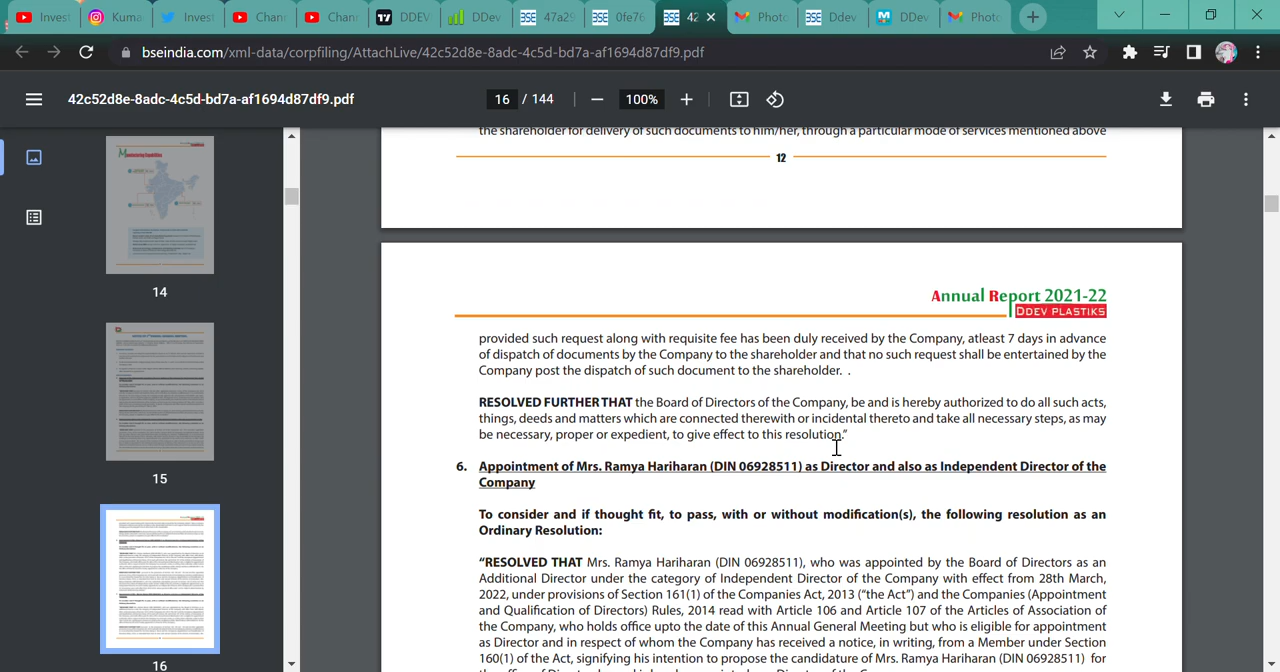 Invest
Kuma
Invest
Chann
Chann
DDEV
DDev
47a29
0fe76
42
Photo
Ddev
DDev
Photo
bseindia.com/xml-data/corpfiling/AttachLive/42c52d8e-8adc-4c5d-bd7a-af1694d87df9.pdf
42c52d8e-8adc-4c5d-bd7a-af1694d87df9.pdf
16 / 144
100%
14
15
16
the shareholder for delivery of such documents to him/her, through a particular mode of services mentioned above
12
Annual Report 2021-22
DDEV PLASTIKS
provided such request along with requisite fee has been duly received by the Company, atleast 7 days in advance
of dispatch of documents by the Company to the shareholder and that no such request shall be entertained by the
Company post the dispatch of such document to the shareholder. .
RESOLVED FURTHER THAT the Board of Directors of the Company, be and is hereby authorized to do all such acts,
things, deeds and matters which are connected therewith or incidental thereto and take all necessary steps, as may
be necessary, proper or expedient, to give effect to this resolution.”
6. Appointment of Mrs. Ramya Hariharan (DIN 06928511) as Director and also as Independent Director of the
Company
To consider and if thought fit, to pass, with or without modification(s), the following resolution as an
Ordinary Resolution:
“RESOLVED THAT Mrs. Ramya Hariharan (DIN 06928511), who was appointed by the Board of Directors as an
Additional Director under the category of Independent Director of the Company with effect from 28th March,
2022, under provisions of Section 161(1) of the Companies Act, 2013 (“the Act”) and the Companies (Appointment
and Qualification of Directors) Rules, 2014 read with Article 106 and Article 107 of the Articles of Association of
the Company, who holds office upto the date of this Annual General Meeting but who is eligible for appointment
as Director and in respect of whom the Company has received a notice, in writing, from a Member under Section
160(1) of the Act, signifying his intention to propose the candidature of Mrs. Ramya Hariharan (DIN 06928511) for